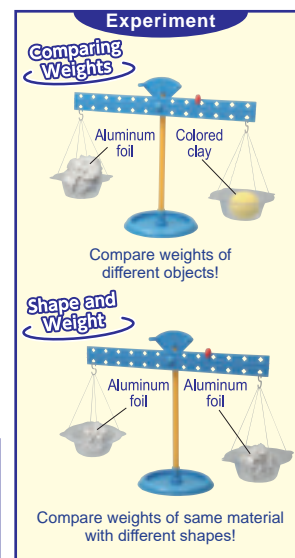 Experiment
Comparing
Weights
Aluminum
foil
Colored
clay
Compare weights of
different objects!
Shape and
Weight
Aluminum
foil
Aluminum
foil
Compare weights of same material
with different shapes!